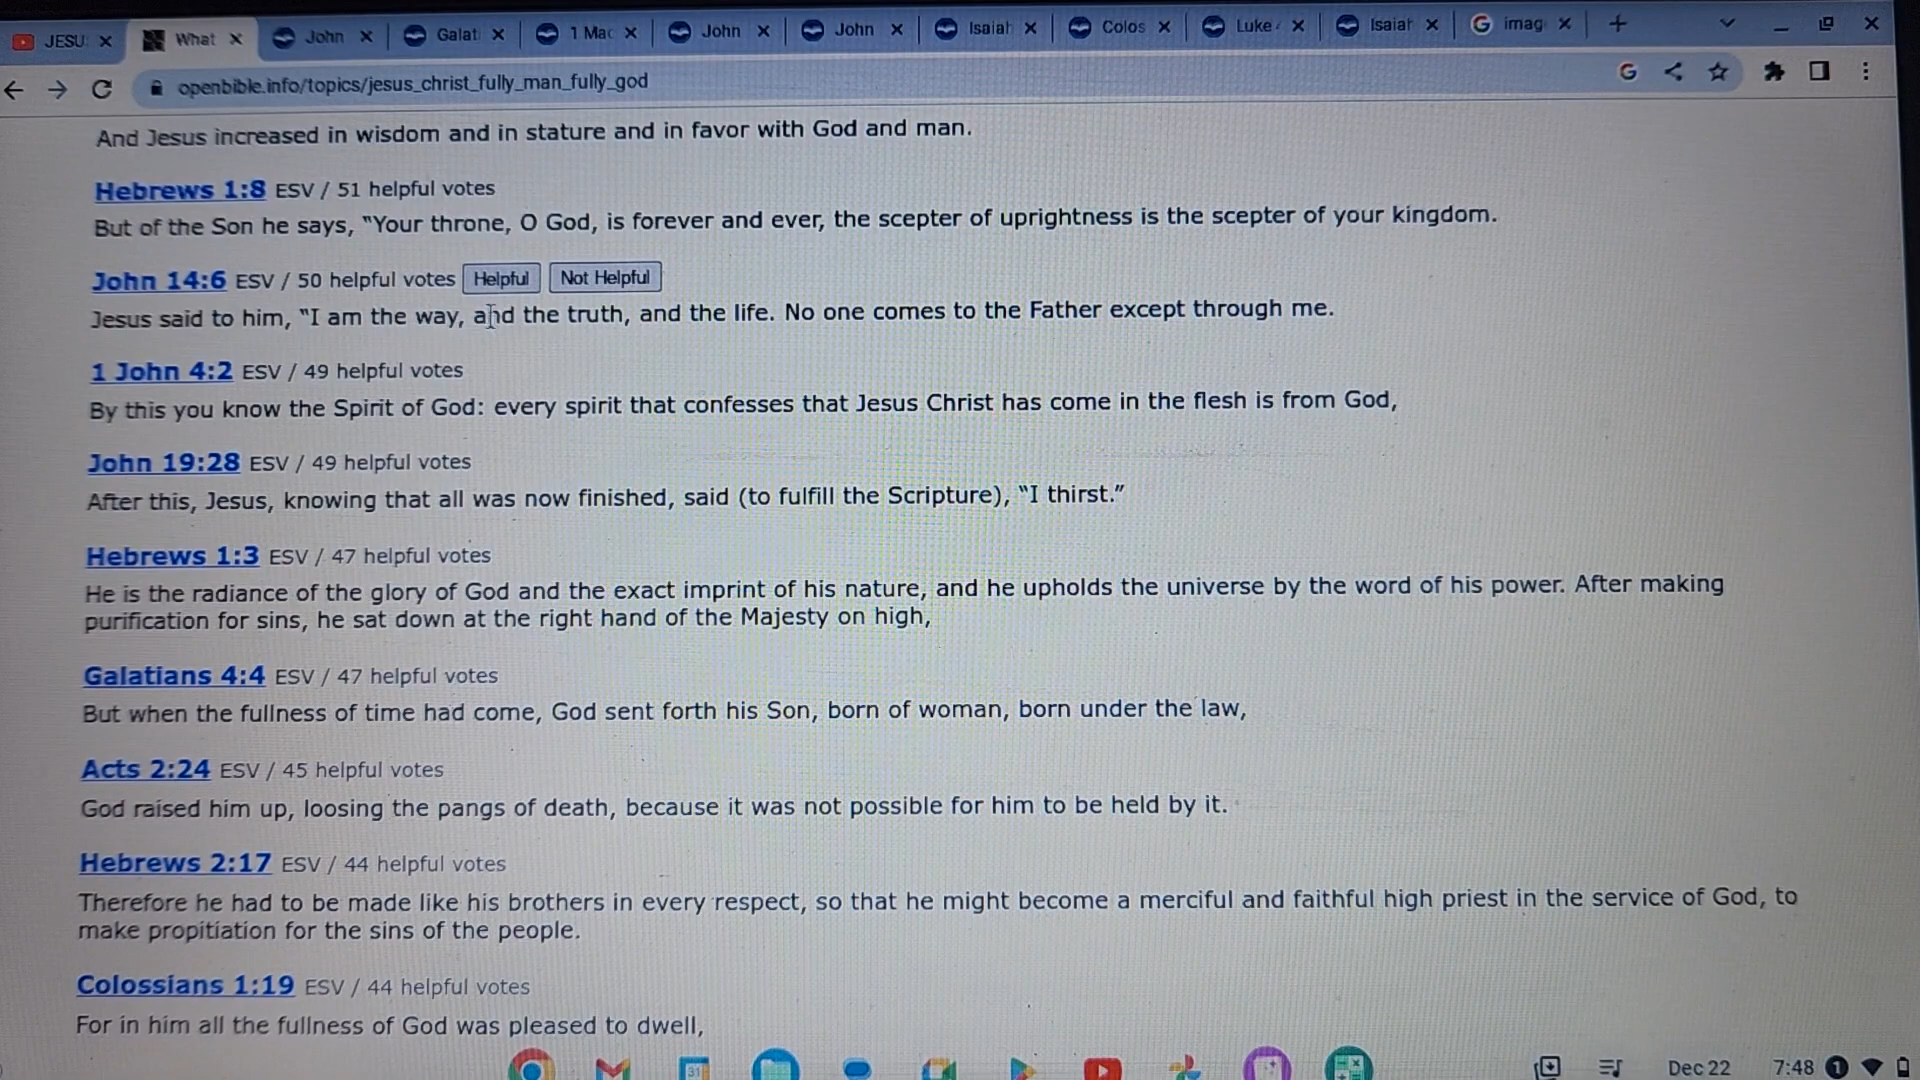 JESU
What
John
Galat
1 Mac
John
John
Isaiah
Colos
Luke
Isaiah
imag
openbible.info/topics/jesus_christ_fully_man_fully_god
And Jesus increased in wisdom and in stature and in favor with God and man.
Hebrews 1:8 ESV / 51 helpful votes
But of the Son he says, “Your throne, O God, is forever and ever, the scepter of uprightness is the scepter of your kingdom.
John 14:6 ESV / 50 helpful votes Helpful Not Helpful
Jesus said to him, “I am the way, and the truth, and the life. No one comes to the Father except through me.
1 John 4:2 ESV / 49 helpful votes
By this you know the Spirit of God: every spirit that confesses that Jesus Christ has come in the flesh is from God,
John 19:28 ESV / 49 helpful votes
After this, Jesus, knowing that all was now finished, said (to fulfill the Scripture), “I thirst.”
Hebrews 1:3 ESV / 47 helpful votes
He is the radiance of the glory of God and the exact imprint of his nature, and he upholds the universe by the word of his power. After making
purification for sins, he sat down at the right hand of the Majesty on high,
Galatians 4:4 ESV / 47 helpful votes
But when the fullness of time had come, God sent forth his Son, born of woman, born under the law,
Acts 2:24 ESV / 45 helpful votes
God raised him up, loosing the pangs of death, because it was not possible for him to be held by it.
Hebrews 2:17 ESV / 44 helpful votes
Therefore he had to be made like his brothers in every respect, so that he might become a merciful and faithful high priest in the service of God, to
make propitiation for the sins of the people.
Colossians 1:19 ESV / 44 helpful votes
For in him all the fullness of God was pleased to dwell,
31
Dec 22 7:48 1